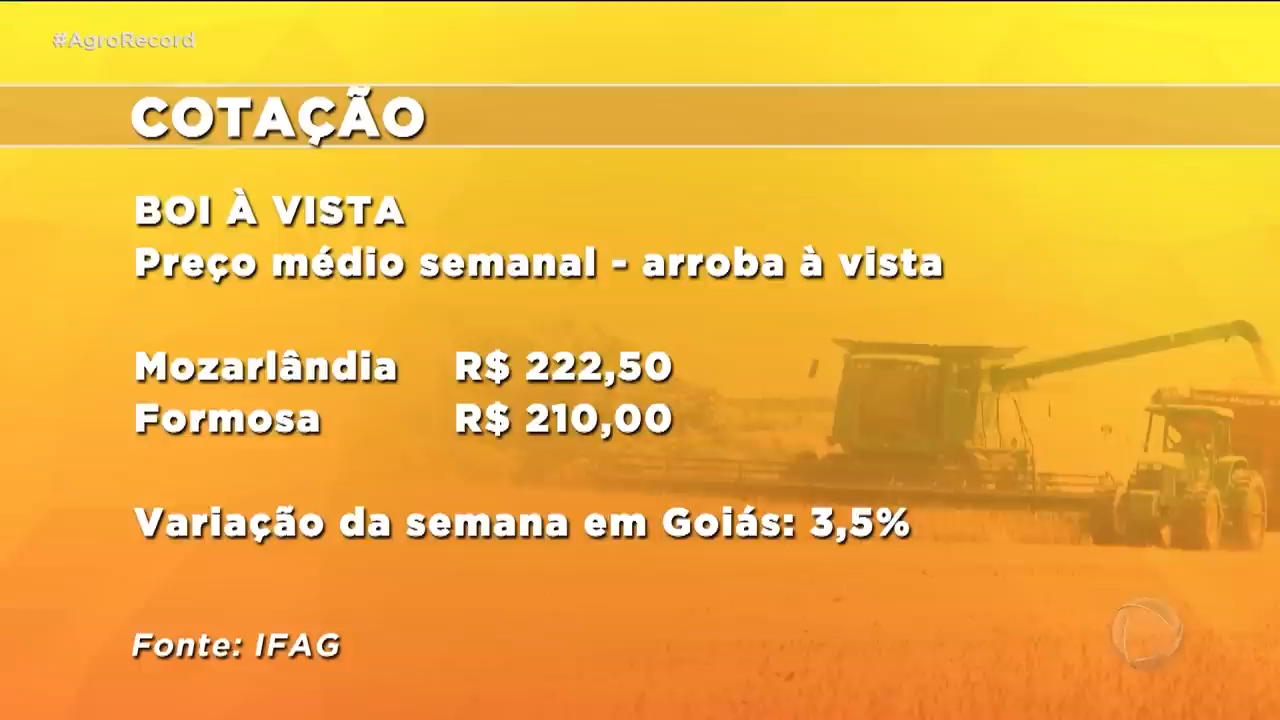 #AgroRecord
COTAÇÃO
BOI À VISTA
Preço médio semanal - arroba à vista
Mozarlândia R$ 222,50
Formosa R$ 210,00
Variação da semana em Goiás: 3,5%
Fonte: IFAG